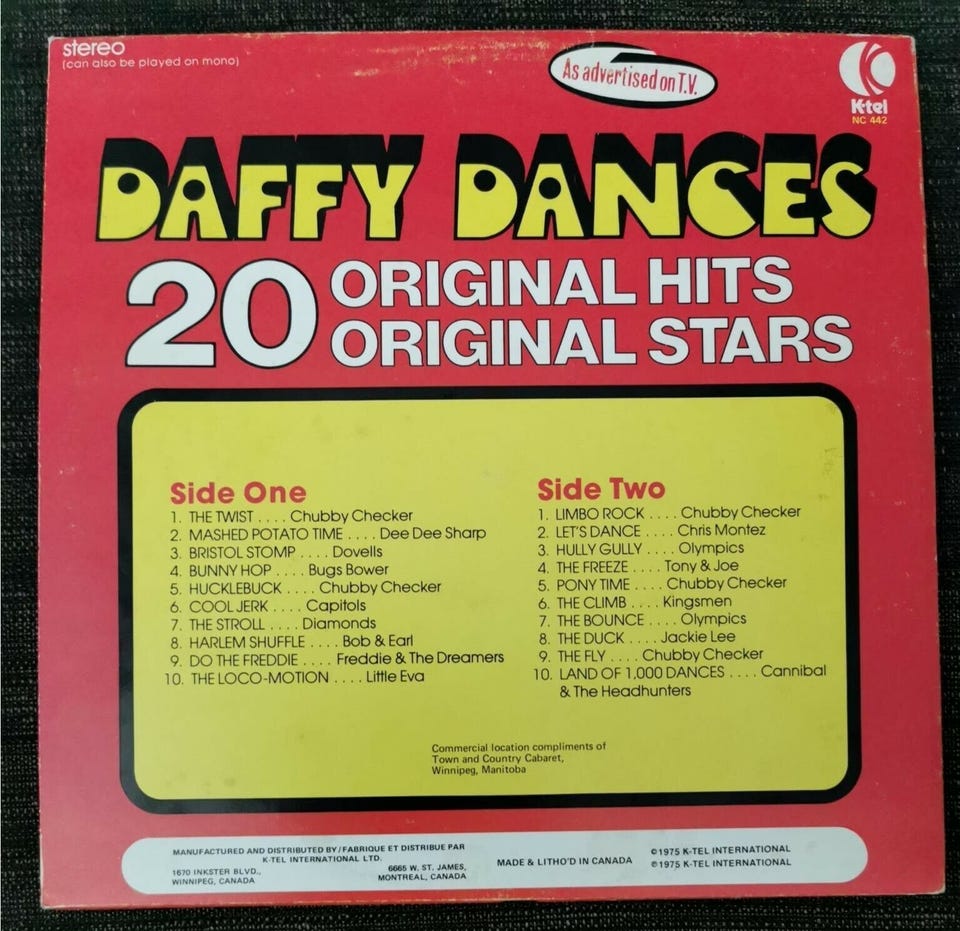 stereo
(can also be played on mono)
As advertised on T.V.
K-tel
NC 442
DAFFY DANCES
20 ORIGINAL HITS
ORIGINAL STARS
Side One
1. THE TWIST .... Chubby Checker
2. MASHED POTATO TIME .... Dee Dee Sharp
3. BRISTOL STOMP .... Dovells
4. BUNNY HOP .... Bugs Bower
5. HUCKLEBUCK .... Chubby Checker
6. COOL JERK .... Capitols
7. THE STROLL .... Diamonds
8. HARLEM SHUFFLE .... Bob & Earl
9. DO THE FREDDIE .... Freddie & The Dreamers
10. THE LOCO-MOTION .... Little Eva
Side Two
1. LIMBO ROCK .... Chubby Checker
2. LET'S DANCE .... Chris Montez
3. HULLY GULLY .... Olympics
4. THE FREEZE .... Tony & Joe
5. PONY TIME .... Chubby Checker
6. THE CLIMB .... Kingsmen
7. THE BOUNCE .... Olympics
8. THE DUCK .... Jackie Lee
9. THE FLY .... Chubby Checker
10. LAND OF 1,000 DANCES .... Cannibal
& The Headhunters
Commercial location compliments of
Town and Country Cabaret,
Winnipeg, Manitoba
MANUFACTURED AND DISTRIBUTED BY/FABRIQUE ET DISTRIBUE PAR
K-TEL INTERNATIONAL LTD.
1670 INKSTER BLVD.,
WINNIPEG, CANADA
6665 W. ST. JAMES,
MONTREAL, CANADA
MADE & LITHO'D IN CANADA
©1975 K-TEL INTERNATIONAL
℗1975 K-TEL INTERNATIONAL